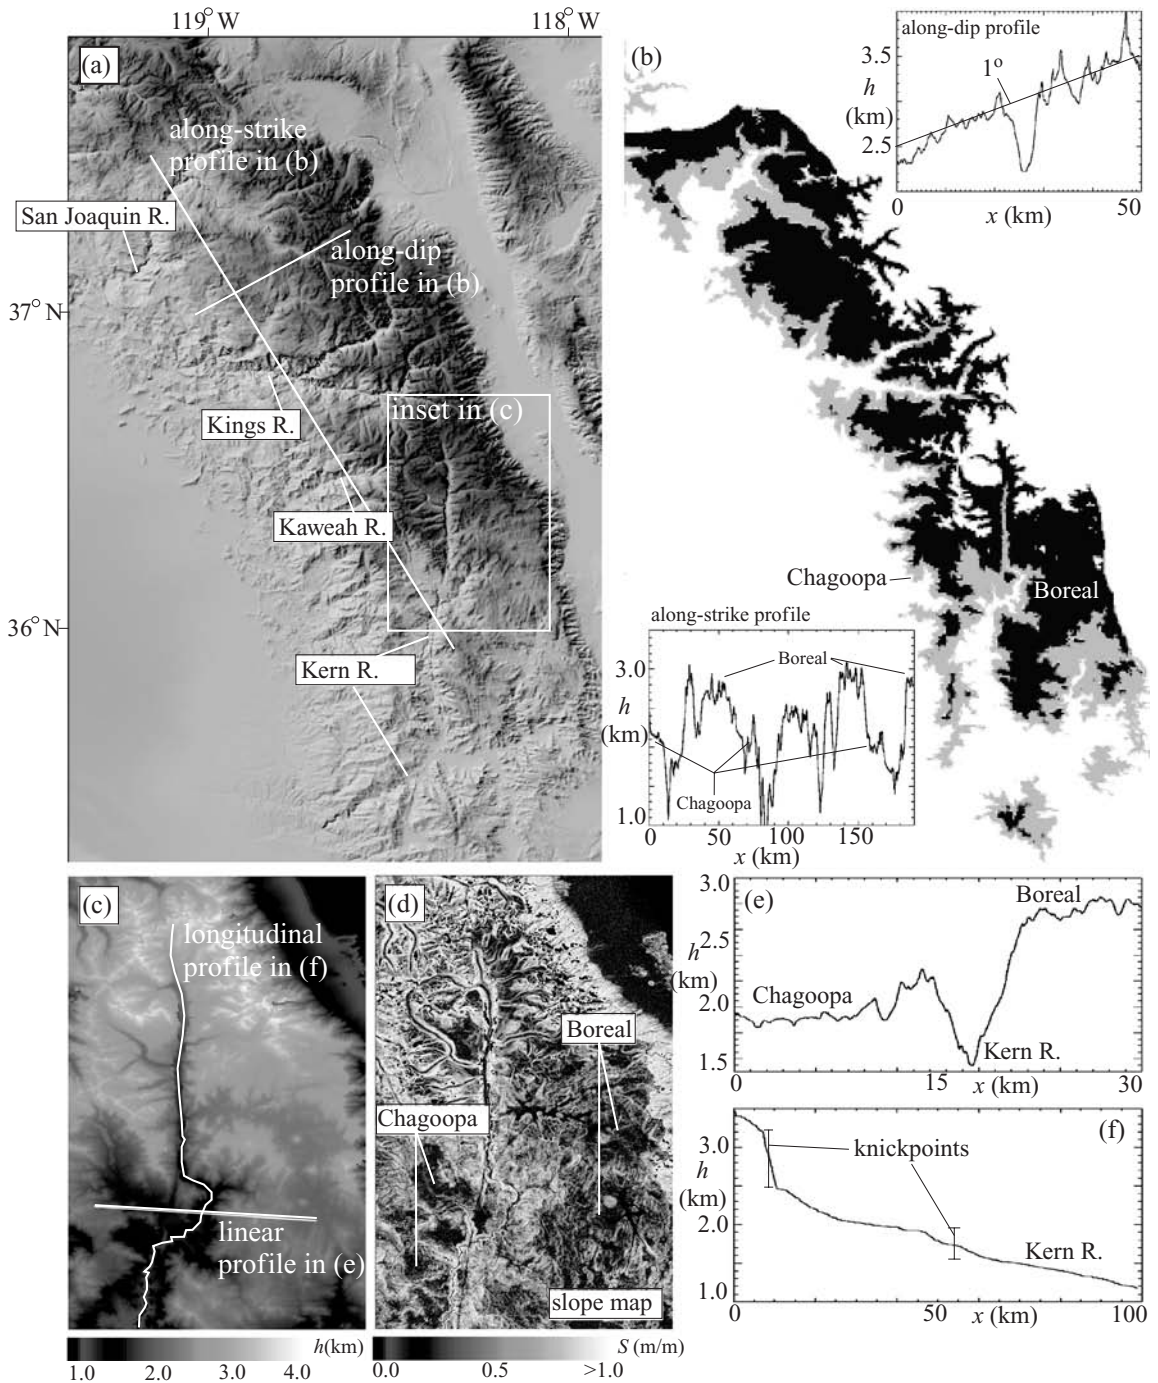 119° W
118° W
(a)
along-strike
profile in (b)
San Joaquin R.
along-dip
profile in (b)
37° N
inset in (c)
Kings R.
Kaweah R.
36° N
Kern R.
(b)
along-dip profile
3.5
h
(km)
2.5
1°
0
x (km)
50
Chagoopa
Boreal
along-strike profile
3.0
h
(km)
1.0
Boreal
Chagoopa
0
50
100
150
x (km)
(c)
longitudinal
profile in (f)
linear
profile in (e)
h(km)
1.0
2.0
3.0
4.0
(d)
Boreal
Chagoopa
slope map
S (m/m)
0.0
0.5
>1.0
(e)
3.0
2.5
h
(km)
2.0
1.5
Chagoopa
Boreal
Kern R.
0
15
x (km)
30
(f)
3.0
h
(km)
2.0
1.0
knickpoints
Kern R.
0
50
x (km)
100